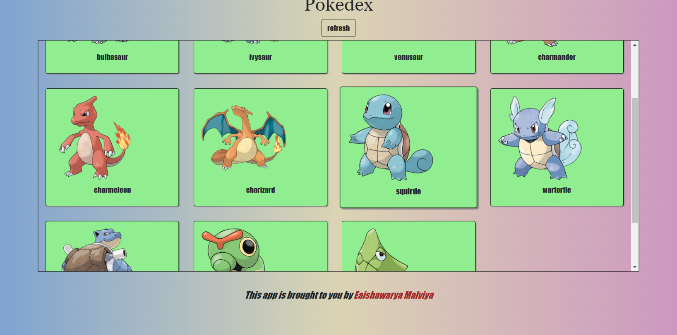 Pokedex
refresh
bulbasaur ivysaur venusaur charmander
charmeleon charizard squirtle wartortle
This app is brought to you by Eaishawarya Malviya